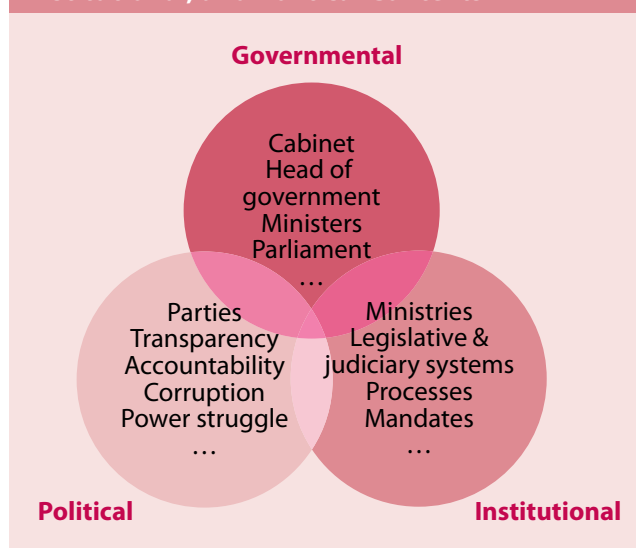 Governmental
Cabinet
Head of
government
Ministers
Parliament
…
Parties
Transparency
Accountability
Corruption
Power struggle
…
Ministries
Legislative &
judiciary systems
Processes
Mandates
…
Political
Institutional